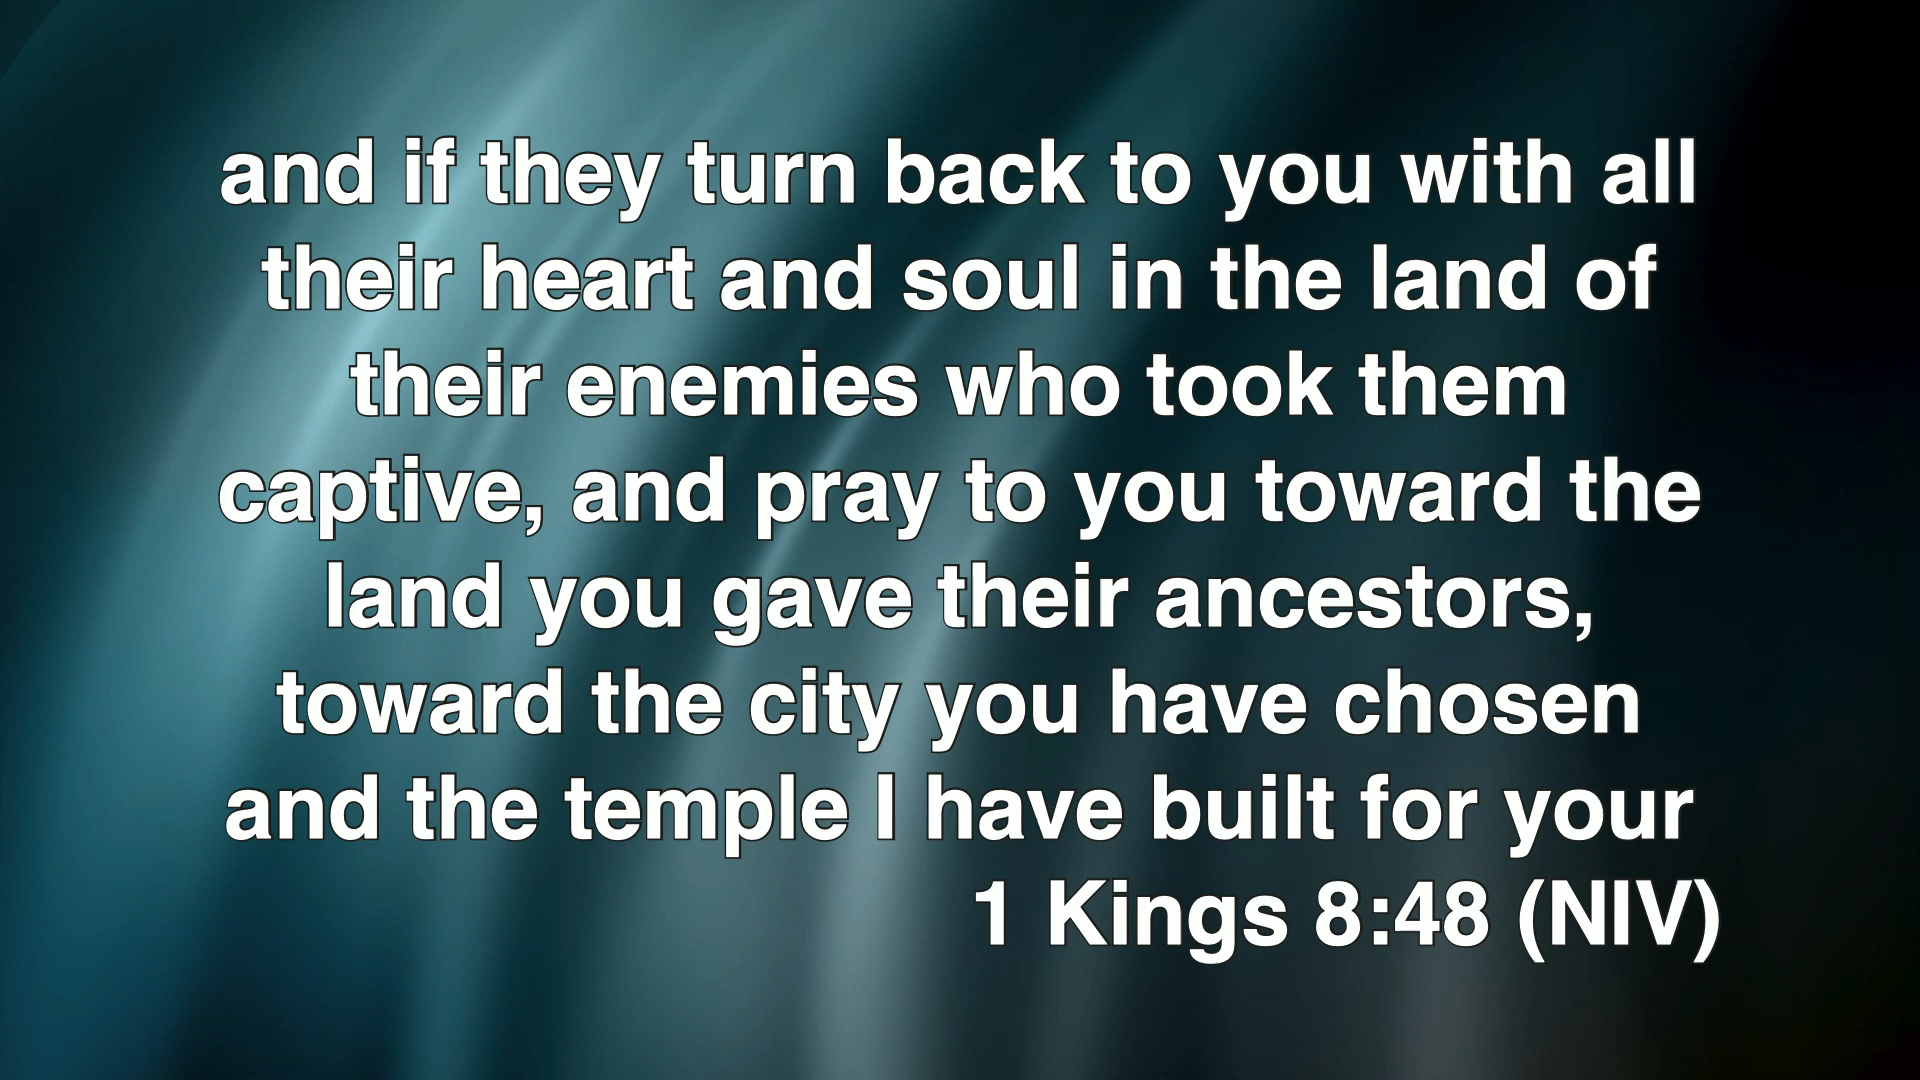 and if they turn back to you with all
their heart and soul in the land of
their enemies who took them
captive, and pray to you toward the
land you gave their ancestors,
toward the city you have chosen
and the temple I have built for your
1 Kings 8:48 (NIV)